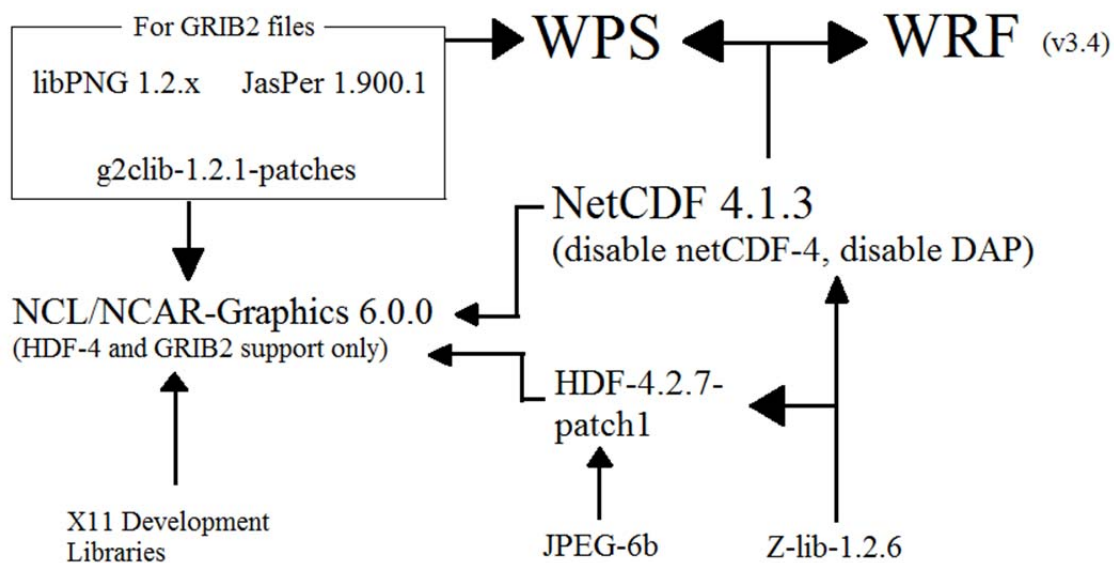 For GRIB2 files
libPNG 1.2.x JasPer 1.900.1
g2clib-1.2.1-patches
WPS
WRF (v3.4)
NetCDF 4.1.3
(disable netCDF-4, disable DAP)
NCL/NCAR-Graphics 6.0.0
(HDF-4 and GRIB2 support only)
HDF-4.2.7-
patch1
X11 Development
Libraries
JPEG-6b
Z-lib-1.2.6